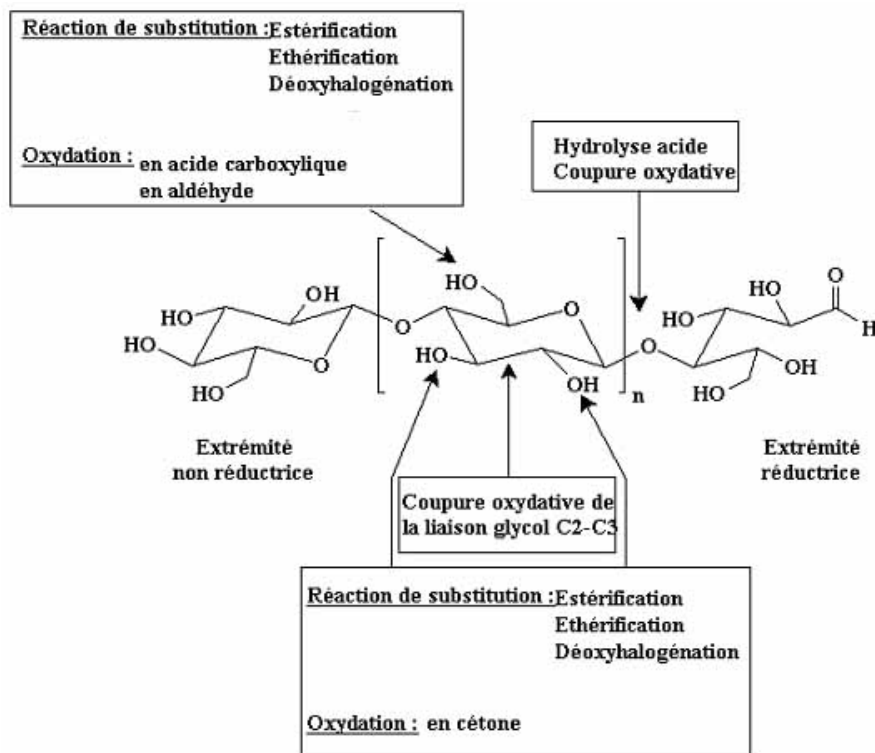 Réaction de substitution : Estérification
Ethérification
Déoxyhalogénation
Oxydation : en acide carboxylique
en aldéhyde
Hydrolyse acide
Coupure oxydative
HO
OH
HO
HO
HO
O
O
HO
O
HO
OH
n
O
HO
HO
O
H
HO
OH
Extrémité
non réductrice
Extrémité
réductrice
Coupure oxydative de
la liaison glycol C2-C3
Réaction de substitution : Estérification
Ethérification
Déoxyhalogénation
Oxydation : en cétone